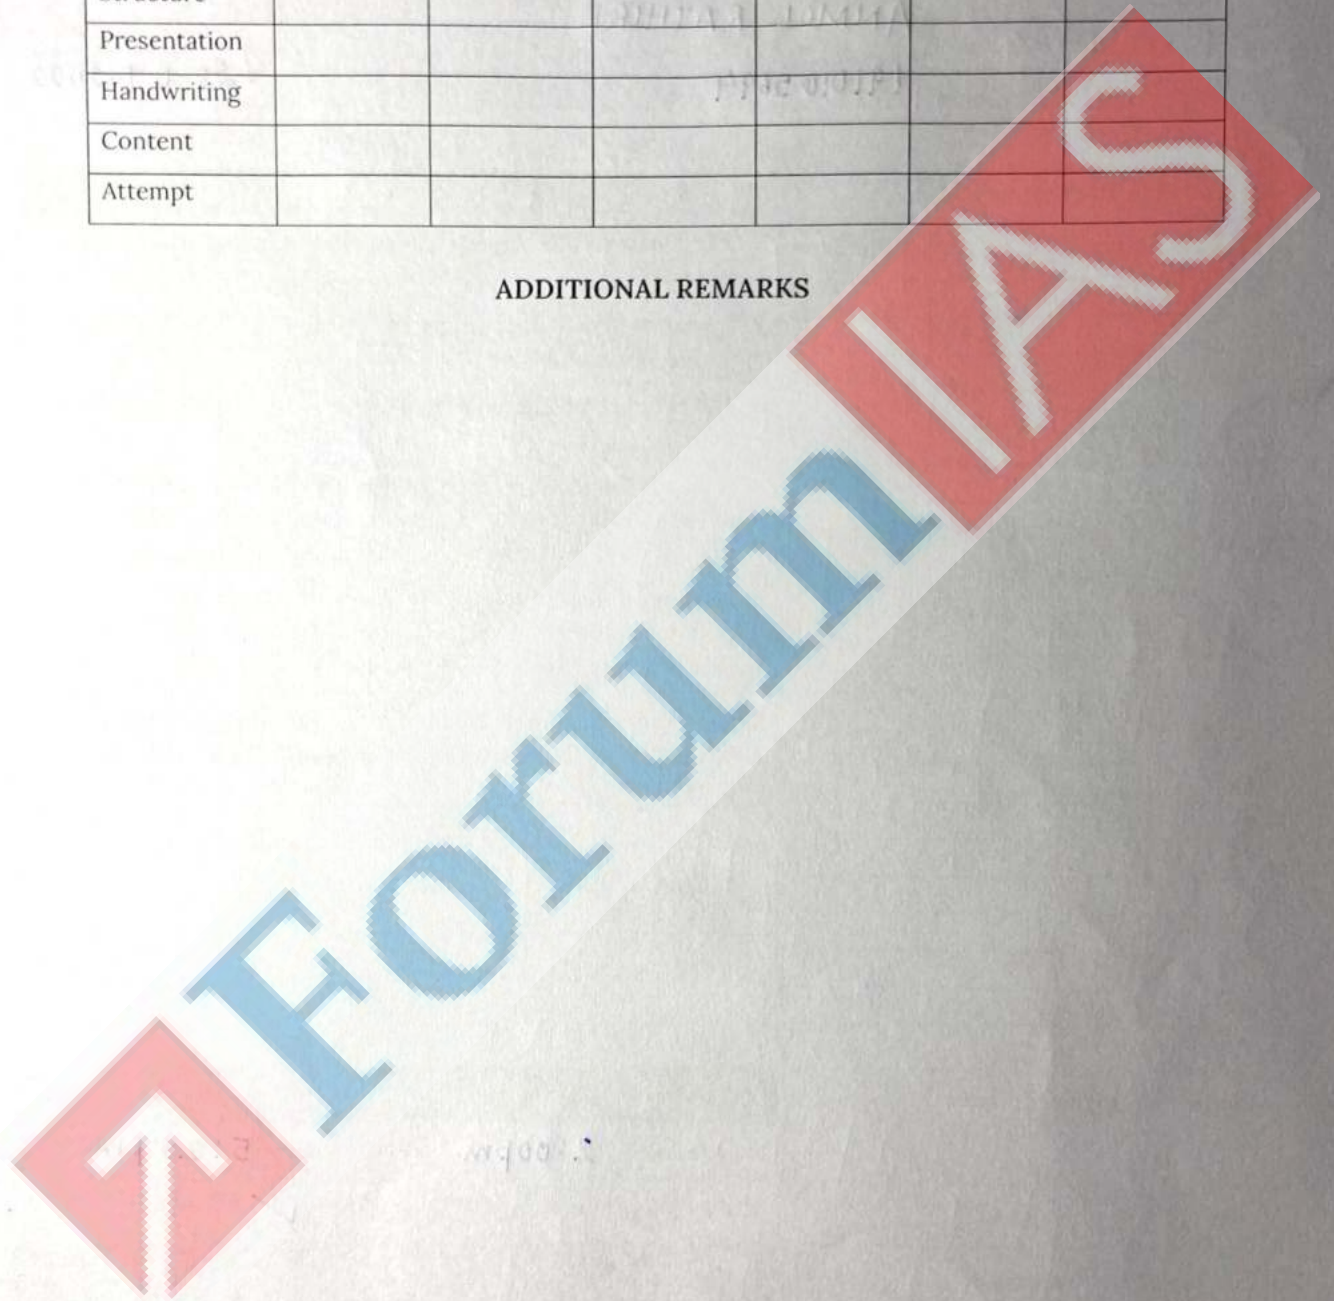 Presentation
Handwriting
Content
Attempt
ADDITIONAL REMARKS
ForumIAS